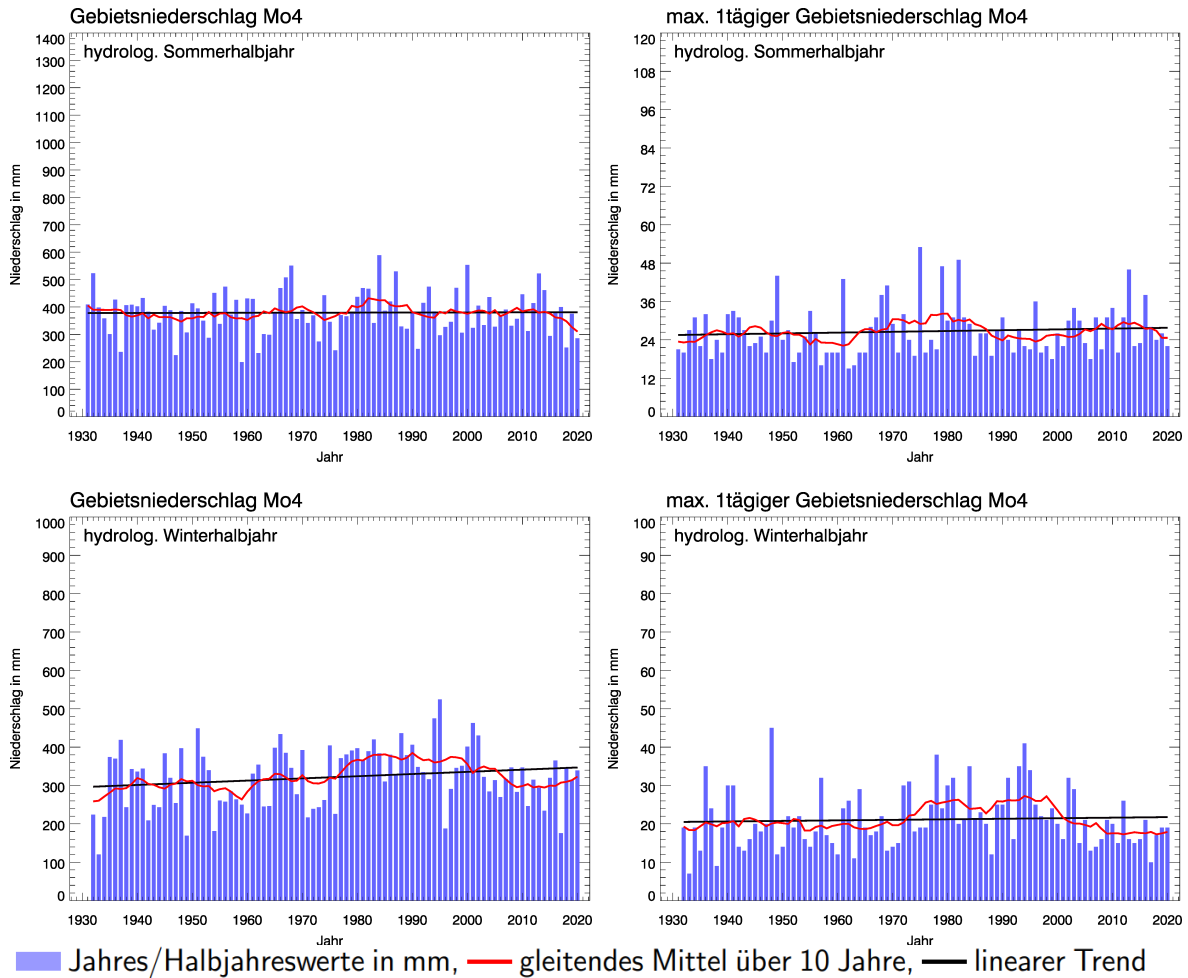 Gebietsniederschlag Mo4
hydrolog. Sommerhalbjahr
Niederschlag in mm
1400
1300
1200
1100
1000
900
800
700
600
500
400
300
200
100
0
1930 1940 1950 1960 1970 1980 1990 2000 2010 2020
Jahr
max. 1tägiger Gebietsniederschlag Mo4
hydrolog. Sommerhalbjahr
Niederschlag in mm
120
108
96
84
72
60
48
36
24
12
0
1930 1940 1950 1960 1970 1980 1990 2000 2010 2020
Jahr
Gebietsniederschlag Mo4
hydrolog. Winterhalbjahr
Niederschlag in mm
1000
900
800
700
600
500
400
300
200
100
0
1930 1940 1950 1960 1970 1980 1990 2000 2010 2020
Jahr
max. 1tägiger Gebietsniederschlag Mo4
hydrolog. Winterhalbjahr
Niederschlag in mm
100
90
80
70
60
50
40
30
20
10
0
1930 1940 1950 1960 1970 1980 1990 2000 2010 2020
Jahr
Jahres/Halbjahreswerte in mm, gleitendes Mittel über 10 Jahre, linearer Trend